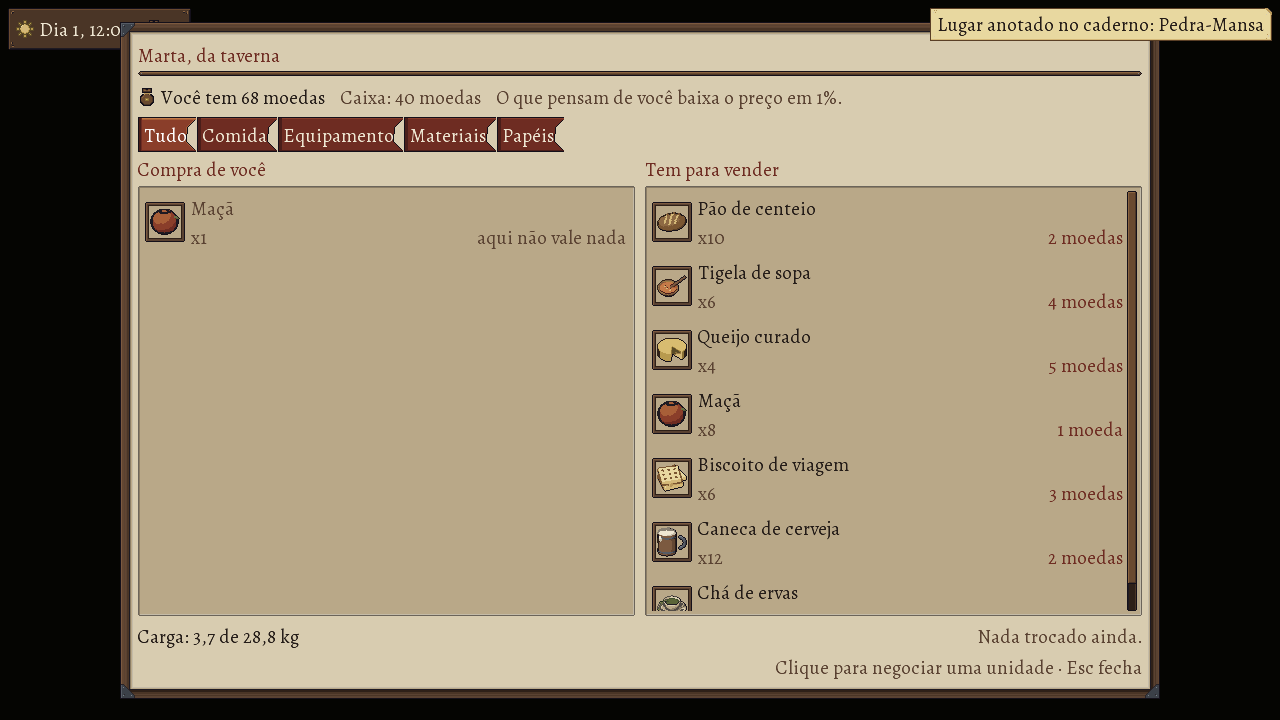 Dia 1, 12:0
Lugar anotado no caderno: Pedra-Mansa
Marta, da taverna
Você tem 68 moedas Caixa: 40 moedas O que pensam de você baixa o preço em 1%.
Tudo Comida Equipamento Materiais Papéis
Compra de você
Maçã
x1 aqui não vale nada
Tem para vender
Pão de centeio
x10 2 moedas
Tigela de sopa
x6 4 moedas
Queijo curado
x4 5 moedas
Maçã
x8 1 moeda
Biscoito de viagem
x6 3 moedas
Caneca de cerveja
x12 2 moedas
Chá de ervas
Carga: 3,7 de 28,8 kg
Nada trocado ainda.
Clique para negociar uma unidade · Esc fecha